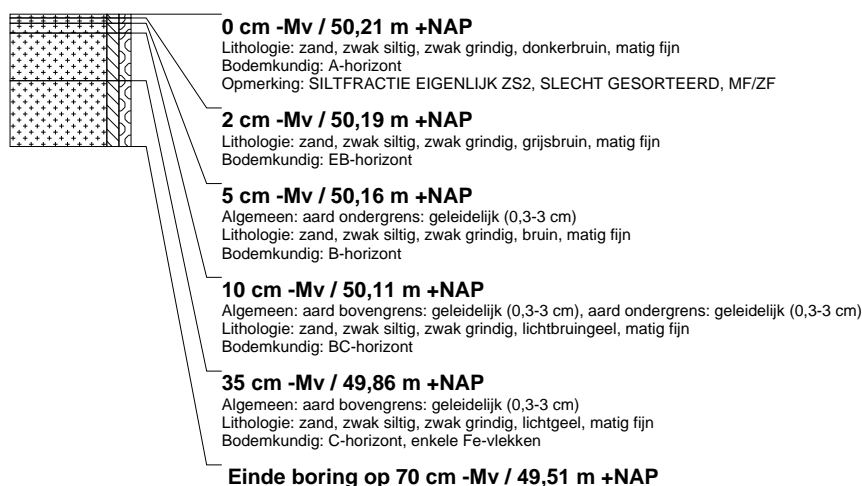 0 cm -Mv / 50,21 m +NAP
Lithologie: zand, zwak siltig, zwak grindig, donkerbruin, matig fijn
Bodemkundig: A-horizont
Opmerking: SILTFRACTIE EIGENLIJK ZS2, SLECHT GESORTEERD, MF/ZF
2 cm -Mv / 50,19 m +NAP
Lithologie: zand, zwak siltig, zwak grindig, grijsbruin, matig fijn
Bodemkundig: EB-horizont
5 cm -Mv / 50,16 m +NAP
Algemeen: aard ondergrens: geleidelijk (0,3-3 cm)
Lithologie: zand, zwak siltig, zwak grindig, bruin, matig fijn
Bodemkundig: B-horizont
10 cm -Mv / 50,11 m +NAP
Algemeen: aard bovengrens: geleidelijk (0,3-3 cm), aard ondergrens: geleidelijk (0,3-3 cm)
Lithologie: zand, zwak siltig, zwak grindig, lichtbruingeel, matig fijn
Bodemkundig: BC-horizont
35 cm -Mv / 49,86 m +NAP
Algemeen: aard bovengrens: geleidelijk (0,3-3 cm)
Lithologie: zand, zwak siltig, zwak grindig, lichtgeel, matig fijn
Bodemkundig: C-horizont, enkele Fe-vlekken
Einde boring op 70 cm -Mv / 49,51 m +NAP